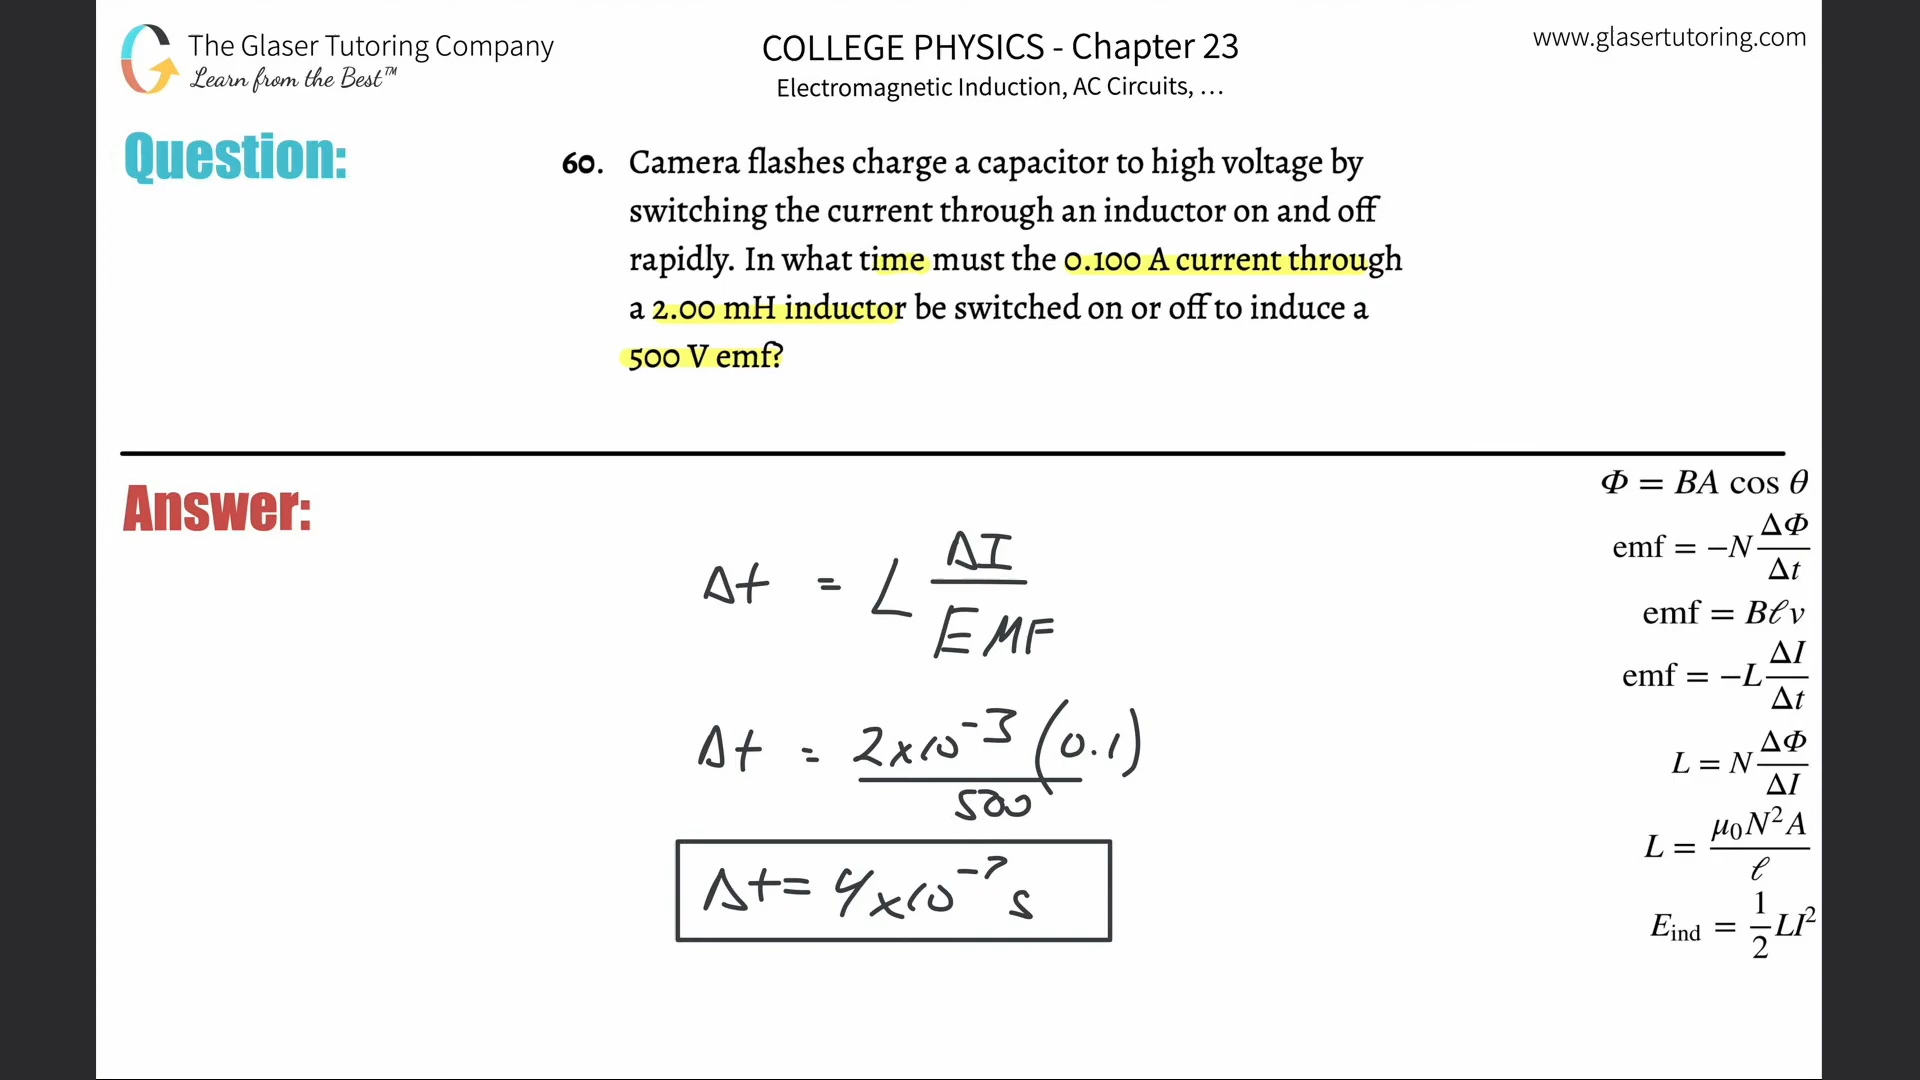 The Glaser Tutoring Company
Learn from the Best™
COLLEGE PHYSICS - Chapter 23
Electromagnetic Induction, AC Circuits, ...
www.glasertutoring.com
Question:
60. Camera flashes charge a capacitor to high voltage by
switching the current through an inductor on and off
rapidly. In what time must the 0.100 A current through
a 2.00 mH inductor be switched on or off to induce a
500 V emf?
Answer:
Δt = L ΔI / EMF
Δt = 2x10^-3 (0.1) / 500
Δt = 4x10^-7 s
Φ = BA cos θ
emf = −N ΔΦ / Δt
emf = Bℓv
emf = −L ΔI / Δt
L = N ΔΦ / ΔI
L = μ₀N²A / ℓ
E_ind = 1/2 LI²